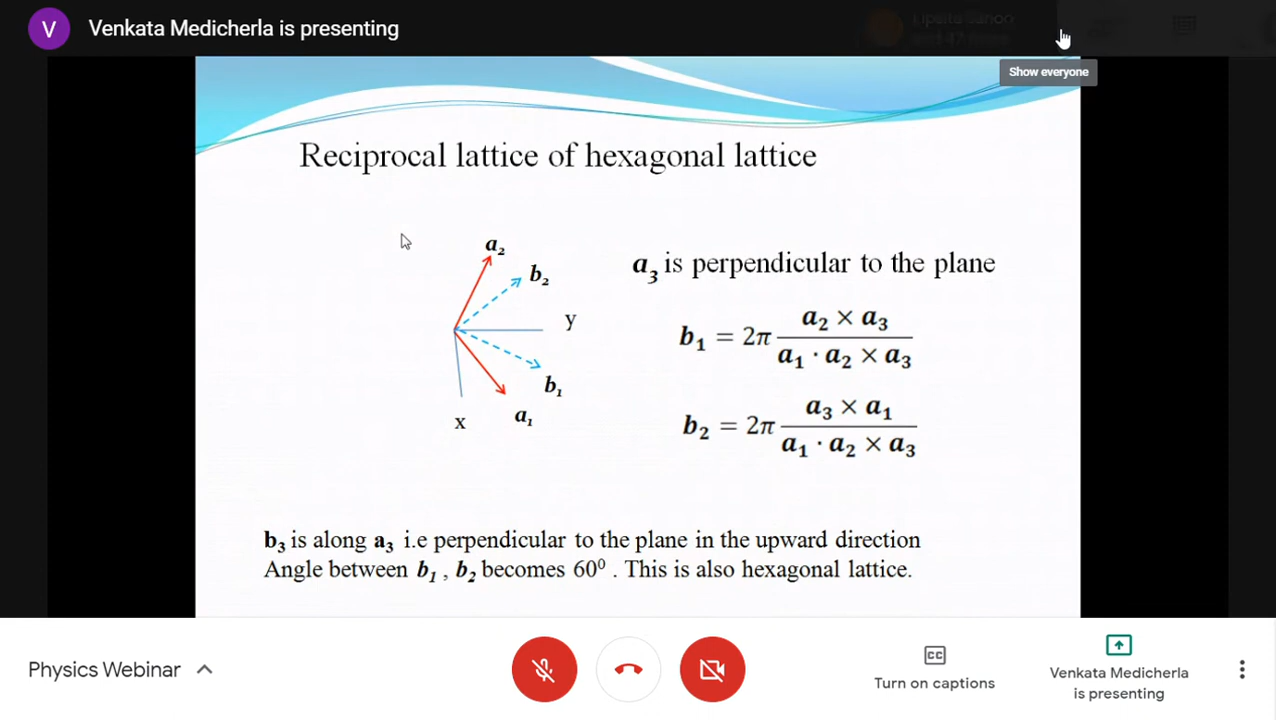 V Venkata Medicherla is presenting
Show everyone
Reciprocal lattice of hexagonal lattice
a₂
b₂
y
b₁
a₁
x
a₃ is perpendicular to the plane
b₁ = 2π (a₂ × a₃) / (a₁ · a₂ × a₃)
b₂ = 2π (a₃ × a₁) / (a₁ · a₂ × a₃)
b₃ is along a₃ i.e perpendicular to the plane in the upward direction
Angle between b₁ , b₂ becomes 60⁰ . This is also hexagonal lattice.
Physics Webinar
CC
Turn on captions
Venkata Medicherla
is presenting